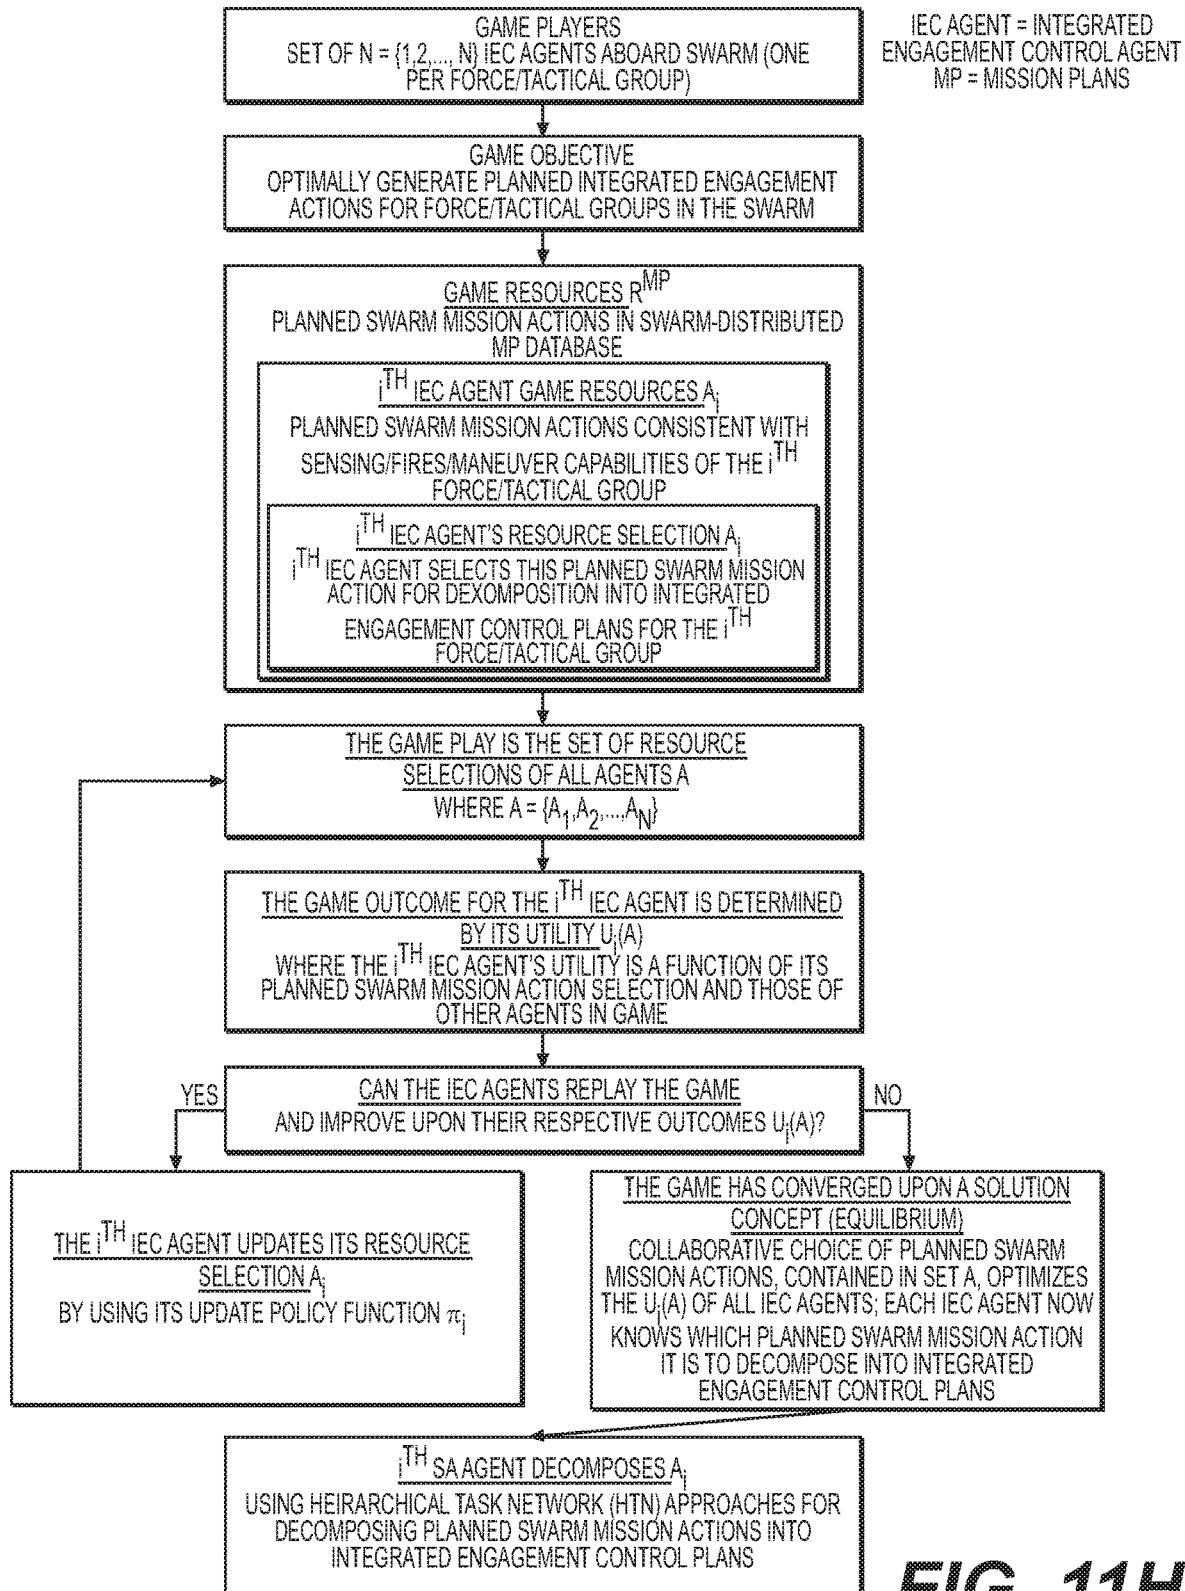 GAME PLAYERS
SET OF N = {1,2,..., N} IEC AGENTS ABOARD SWARM (ONE
PER FORCE/TACTICAL GROUP)
IEC AGENT = INTEGRATED
ENGAGEMENT CONTROL AGENT
MP = MISSION PLANS
GAME OBJECTIVE
OPTIMALLY GENERATE PLANNED INTEGRATED ENGAGEMENT
ACTIONS FOR FORCE/TACTICAL GROUPS IN THE SWARM
GAME RESOURCES R^MP
PLANNED SWARM MISSION ACTIONS IN SWARM-DISTRIBUTED
MP DATABASE
i^TH IEC AGENT GAME RESOURCES A_i
PLANNED SWARM MISSION ACTIONS CONSISTENT WITH
SENSING/FIRES/MANEUVER CAPABILITIES OF THE i^TH
FORCE/TACTICAL GROUP
i^TH IEC AGENT'S RESOURCE SELECTION A_i
i^TH IEC AGENT SELECTS THIS PLANNED SWARM MISSION
ACTION FOR DEXOMPOSITION INTO INTEGRATED
ENGAGEMENT CONTROL PLANS FOR THE i^TH
FORCE/TACTICAL GROUP
THE GAME PLAY IS THE SET OF RESOURCE
SELECTIONS OF ALL AGENTS A
WHERE A = {A_1,A_2,...,A_N}
THE GAME OUTCOME FOR THE i^TH IEC AGENT IS DETERMINED
BY ITS UTILITY U_i(A)
WHERE THE i^TH IEC AGENT'S UTILITY IS A FUNCTION OF ITS
PLANNED SWARM MISSION ACTION SELECTION AND THOSE OF
OTHER AGENTS IN GAME
YES
CAN THE IEC AGENTS REPLAY THE GAME
AND IMPROVE UPON THEIR RESPECTIVE OUTCOMES U_i(A)?
NO
THE i^TH IEC AGENT UPDATES ITS RESOURCE
SELECTION A_i
BY USING ITS UPDATE POLICY FUNCTION π_i
THE GAME HAS CONVERGED UPON A SOLUTION
CONCEPT (EQUILIBRIUM)
COLLABORATIVE CHOICE OF PLANNED SWARM
MISSION ACTIONS, CONTAINED IN SET A, OPTIMIZES
THE U_i(A) OF ALL IEC AGENTS; EACH IEC AGENT NOW
KNOWS WHICH PLANNED SWARM MISSION ACTION
IT IS TO DECOMPOSE INTO INTEGRATED
ENGAGEMENT CONTROL PLANS
i^TH SA AGENT DECOMPOSES A_i
USING HEIRARCHICAL TASK NETWORK (HTN) APPROACHES FOR
DECOMPOSING PLANNED SWARM MISSION ACTIONS INTO
INTEGRATED ENGAGEMENT CONTROL PLANS
FIG. 11H